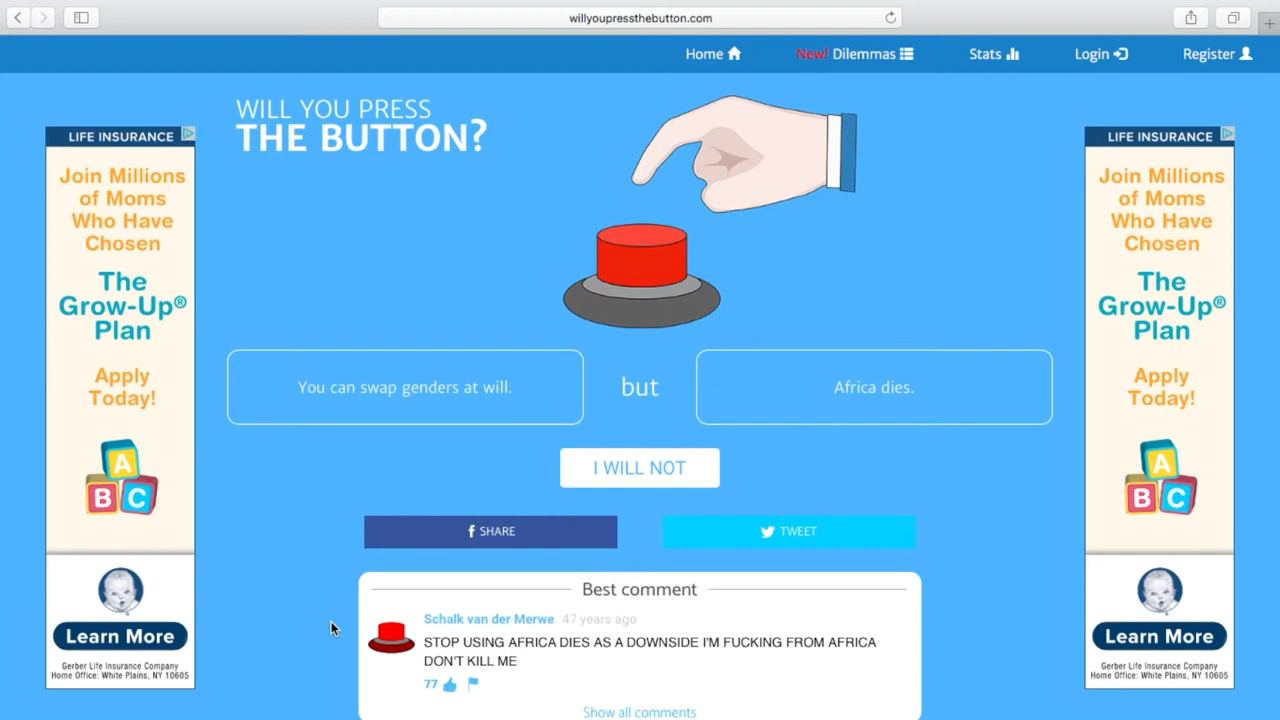 willyoupressthebutton.com
Home
New! Dilemmas
Stats
Login
Register
WILL YOU PRESS
THE BUTTON?
LIFE INSURANCE
Join Millions
of Moms
Who Have
Chosen
The
Grow-Up®
Plan
Apply
Today!
A
B C
Learn More
Gerber Life Insurance Company
Home Office: White Plains, NY 10605
LIFE INSURANCE
Join Millions
of Moms
Who Have
Chosen
The
Grow-Up®
Plan
Apply
Today!
A
B C
Learn More
Gerber Life Insurance Company
Home Office: White Plains, NY 10605
You can swap genders at will.
but
Africa dies.
I WILL NOT
f SHARE
TWEET
Best comment
Schalk van der Merwe 47 years ago
STOP USING AFRICA DIES AS A DOWNSIDE I'M FUCKING FROM AFRICA
DON'T KILL ME
77
Show all comments